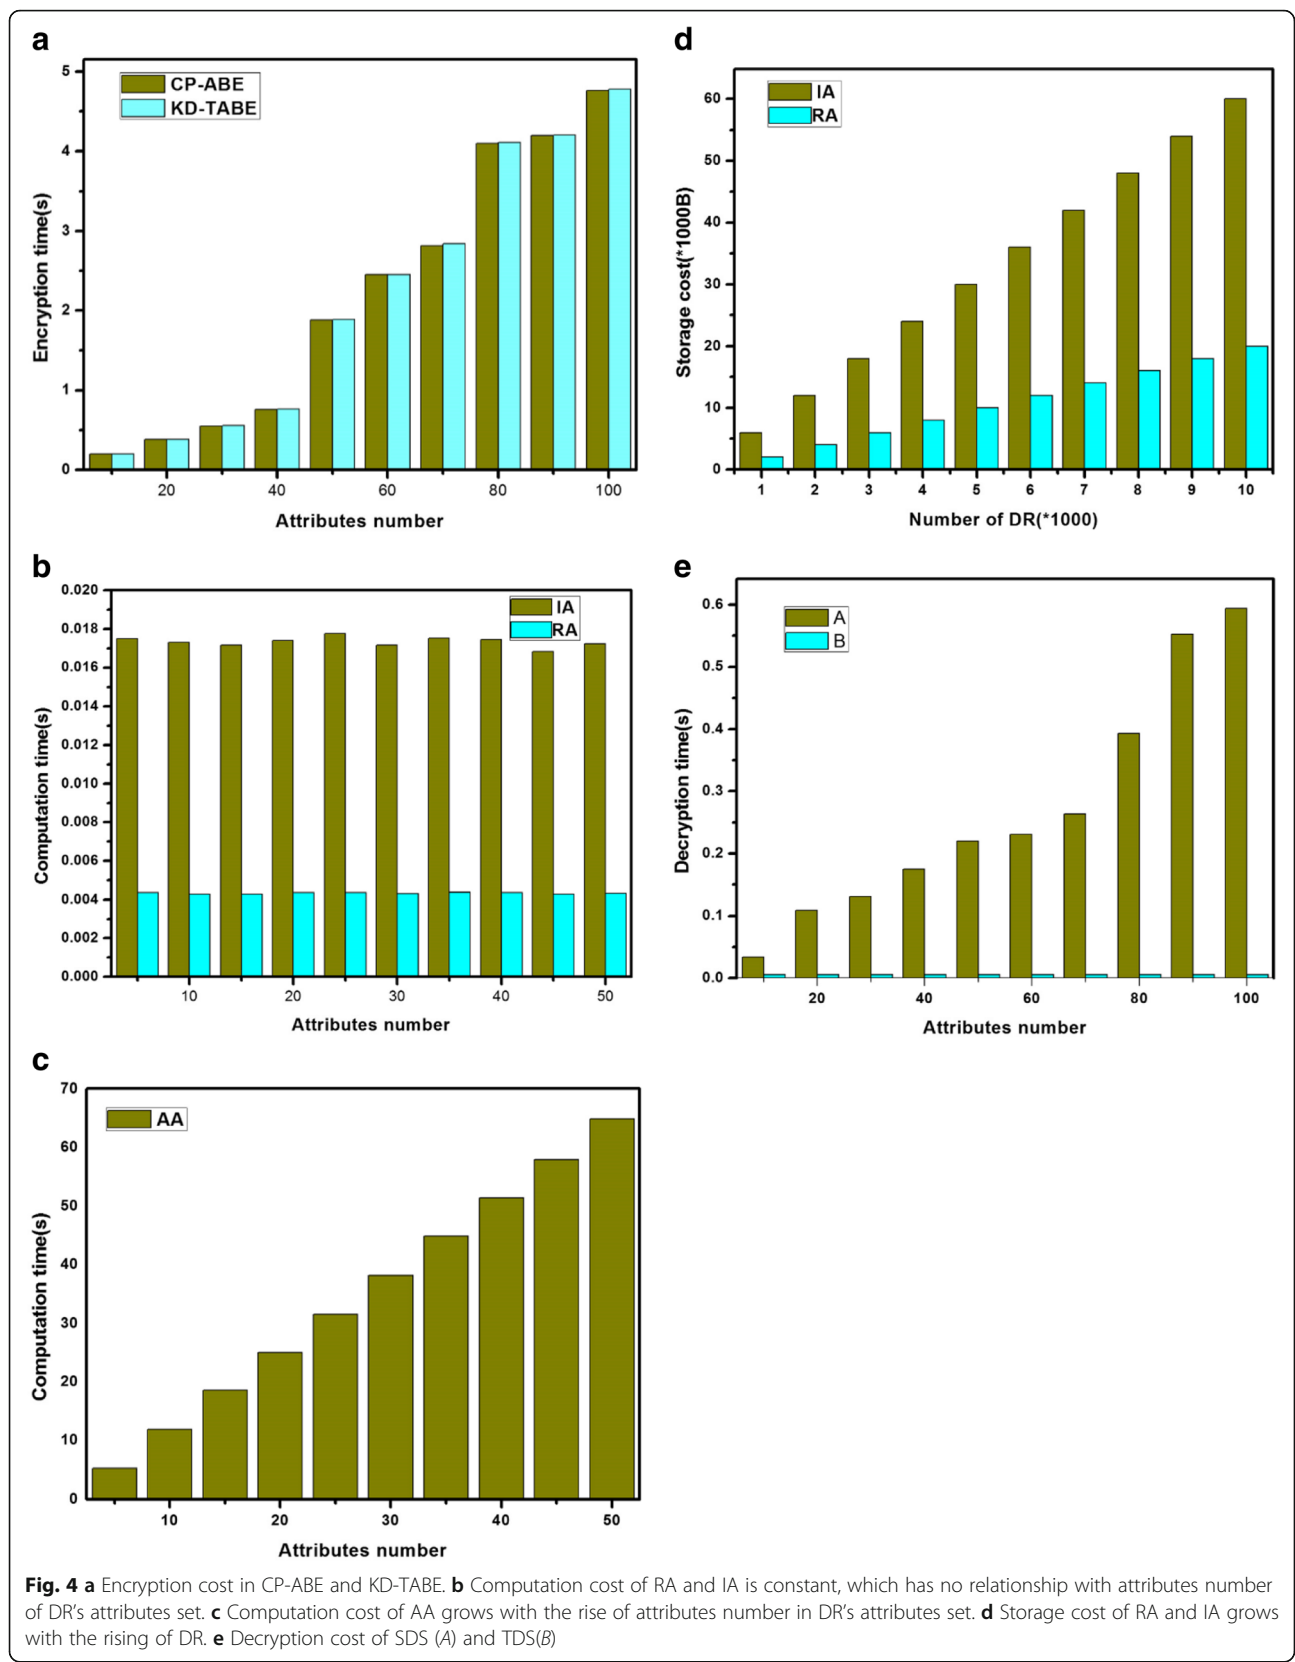 a
5
4
3
2
1
0
Encryption time(s)
CP-ABE
KD-TABE
20 40 60 80 100
Attributes number
d
60
50
40
30
20
10
0
Storage cost(*1000B)
IA
RA
1 2 3 4 5 6 7 8 9 10
Number of DR(*1000)
b
0.020
0.018
0.016
0.014
0.012
0.010
0.008
0.006
0.004
0.002
0.000
Computation time(s)
IA
RA
10 20 30 40 50
Attributes number
e
0.6
0.5
0.4
0.3
0.2
0.1
0.0
Decryption time(s)
A
B
20 40 60 80 100
Attributes number
c
70
60
50
40
30
20
10
0
Computation time(s)
AA
10 20 30 40 50
Attributes number
Fig. 4 a Encryption cost in CP-ABE and KD-TABE. b Computation cost of RA and IA is constant, which has no relationship with attributes number
of DR's attributes set. c Computation cost of AA grows with the rise of attributes number in DR's attributes set. d Storage cost of RA and IA grows
with the rising of DR. e Decryption cost of SDS (A) and TDS(B)